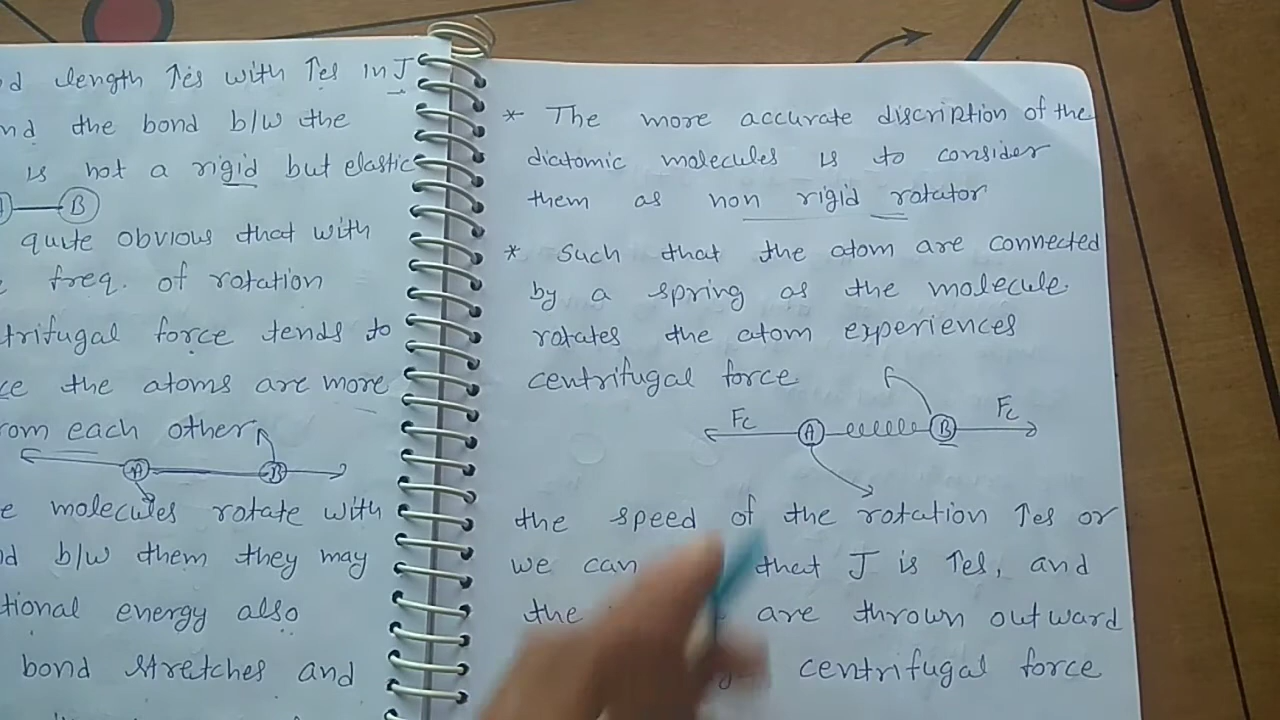 d length ↑es with ↑es in J
nd the bond b/w the
is not a rigid but elastic
B
quite obvious that with
freq. of rotation
trifugal force tends to
ce the atoms are more
rom each other
A B
e molecules rotate with
d b/w them they may
tional energy also
bond stretches and
* The more accurate discription of the
diatomic molecules is to consider
them as non rigid rotator
* Such that the atom are connected
by a spring as the molecule
rotates the atom experiences
centrifugal force
Fc A B Fc
the speed of the rotation ↑es or
we can that J is ↑es, and
the are thrown outward
centrifugal force